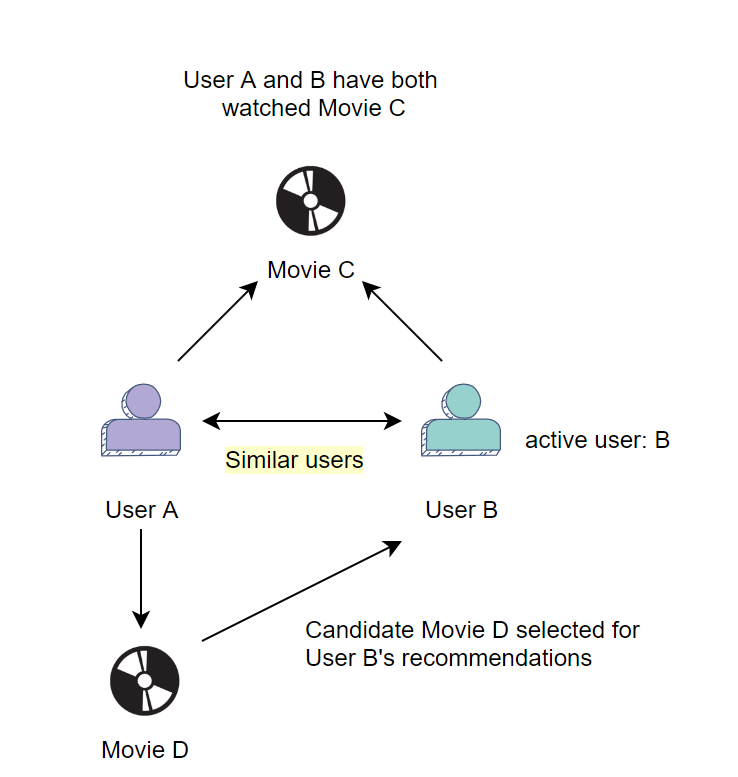 User A and B have both
watched Movie C
Movie C
Similar users
active user: B
User A
User B
Candidate Movie D selected for
User B's recommendations
Movie D